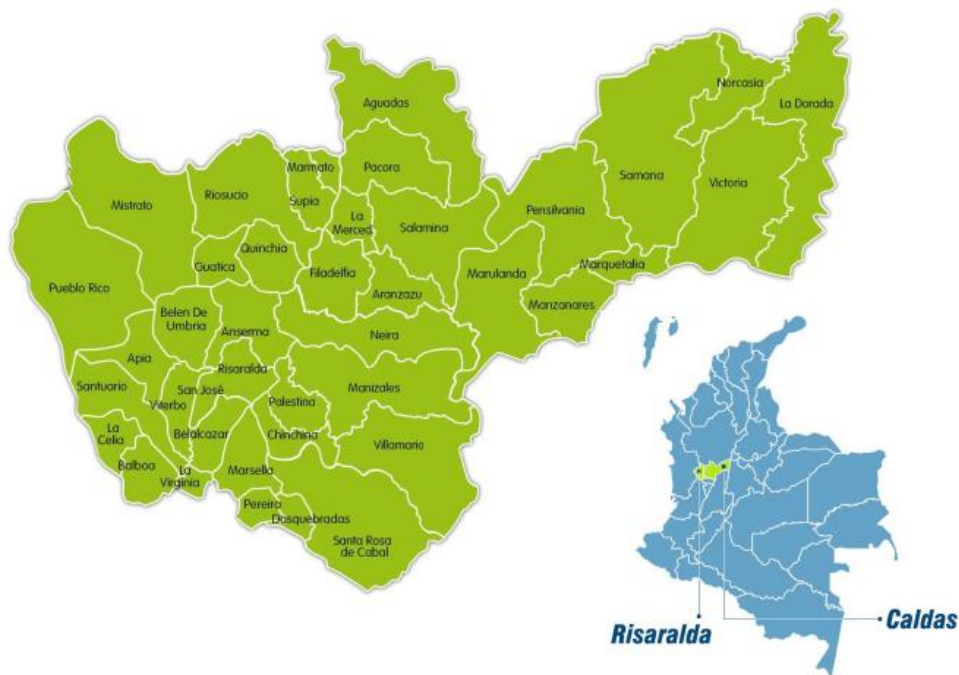 Norcasia
Aguadas
La Dorada
Marmato
Pacora
Samana
Victoria
Riosucio
Supia
Mistrato
Pensilvania
La
Merced
Salamina
Quinchia
Guatica
Filadelfia
Marulanda
Marquetalia
Pueblo Rico
Aranzazu
Manzanares
Belen De
Umbria
Anserma
Neira
Apia
Risaralda
Santuario
San José
Manizales
Viterbo
Palestina
La
Celia
Belalcazar
Chinchina
Villamaria
Balboa
La
Virginia
Marsella
Pereira
Dosquebradas
Santa Rosa
de Cabal
Risaralda
Caldas